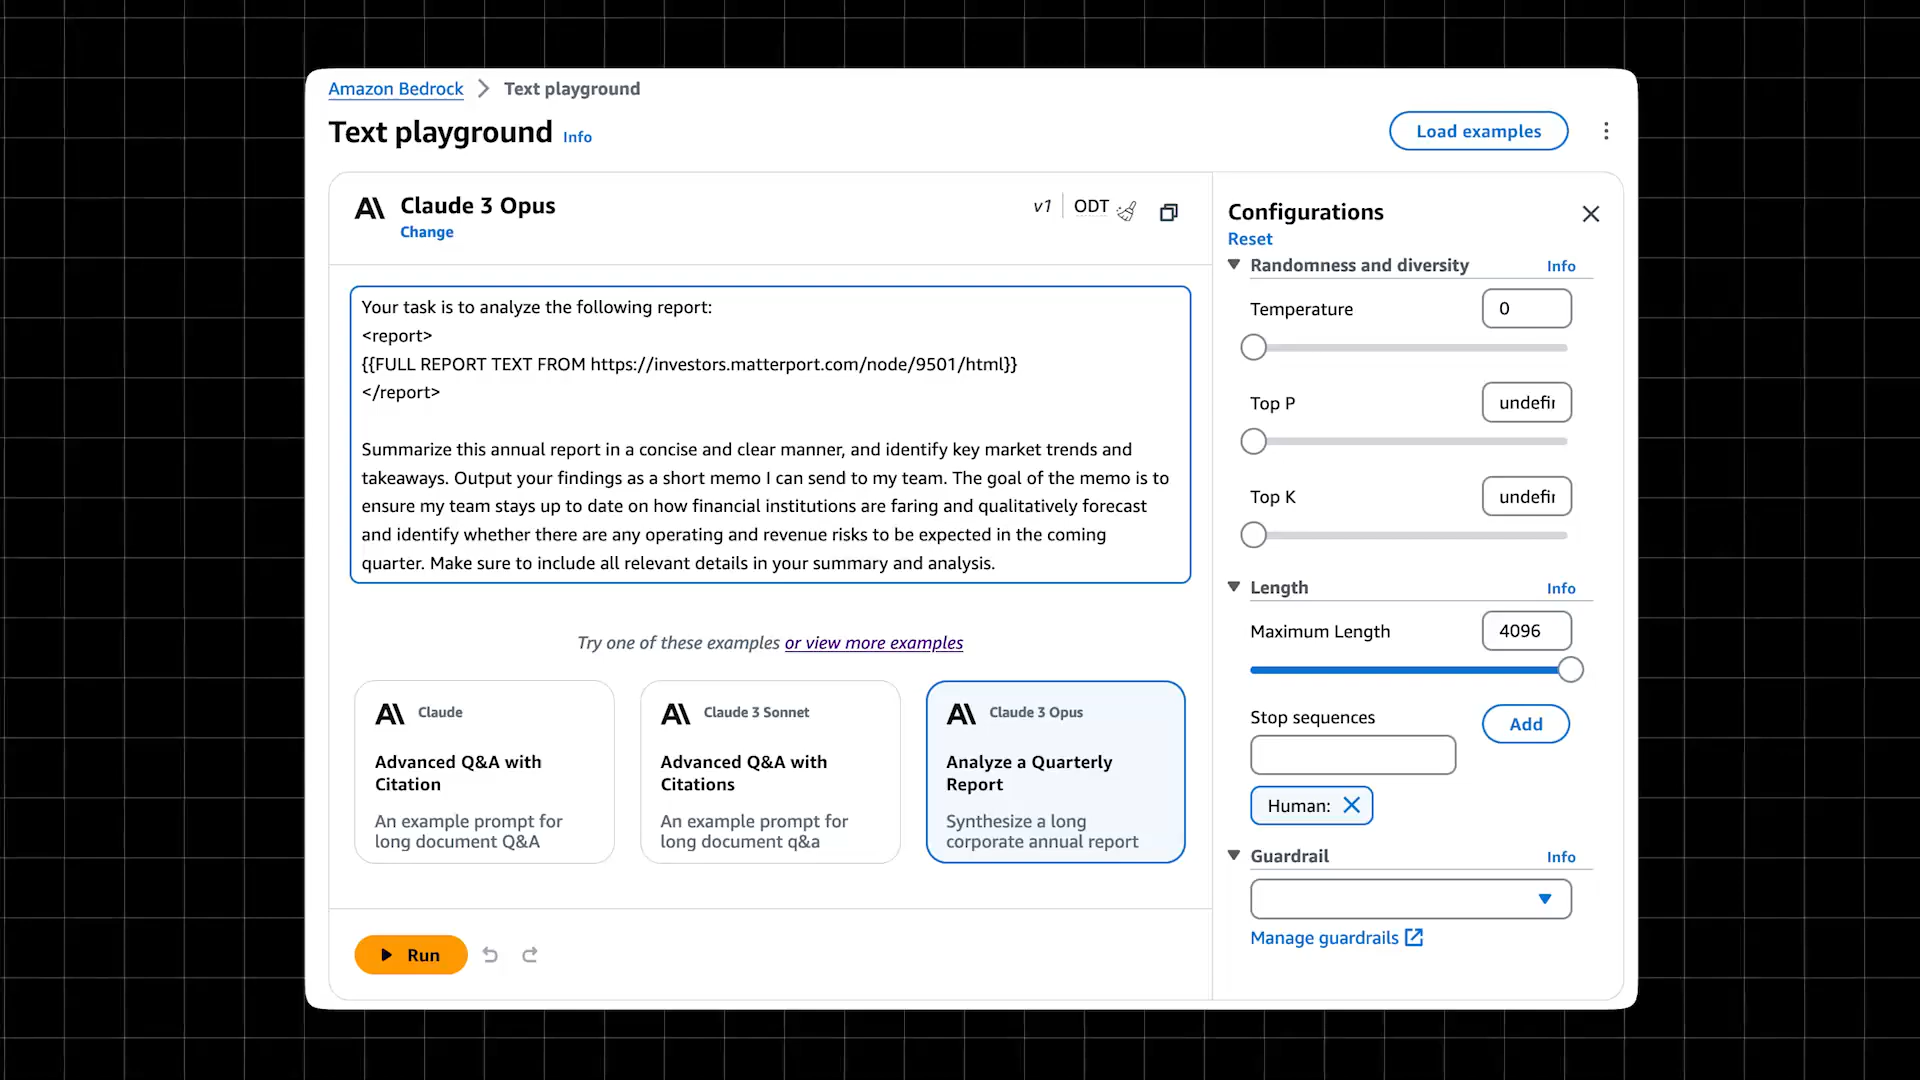 Amazon Bedrock > Text playground
Text playground Info
Load examples
Claude 3 Opus
Change
v1 | ODT
Your task is to analyze the following report:
<report>
{{FULL REPORT TEXT FROM https://investors.matterport.com/node/9501/html}}
</report>
Summarize this annual report in a concise and clear manner, and identify key market trends and
takeaways. Output your findings as a short memo I can send to my team. The goal of the memo is to
ensure my team stays up to date on how financial institutions are faring and qualitatively forecast
and identify whether there are any operating and revenue risks to be expected in the coming
quarter. Make sure to include all relevant details in your summary and analysis.
Try one of these examples or view more examples
Claude
Advanced Q&A with
Citation
An example prompt for
long document Q&A
Claude 3 Sonnet
Advanced Q&A with
Citations
An example prompt for
long document q&a
Claude 3 Opus
Analyze a Quarterly
Report
Synthesize a long
corporate annual report
Run
Configurations
Reset
Randomness and diversity Info
Temperature 0
Top P undefi
Top K undefi
Length Info
Maximum Length 4096
Stop sequences
Add
Human:
Guardrail Info
Manage guardrails